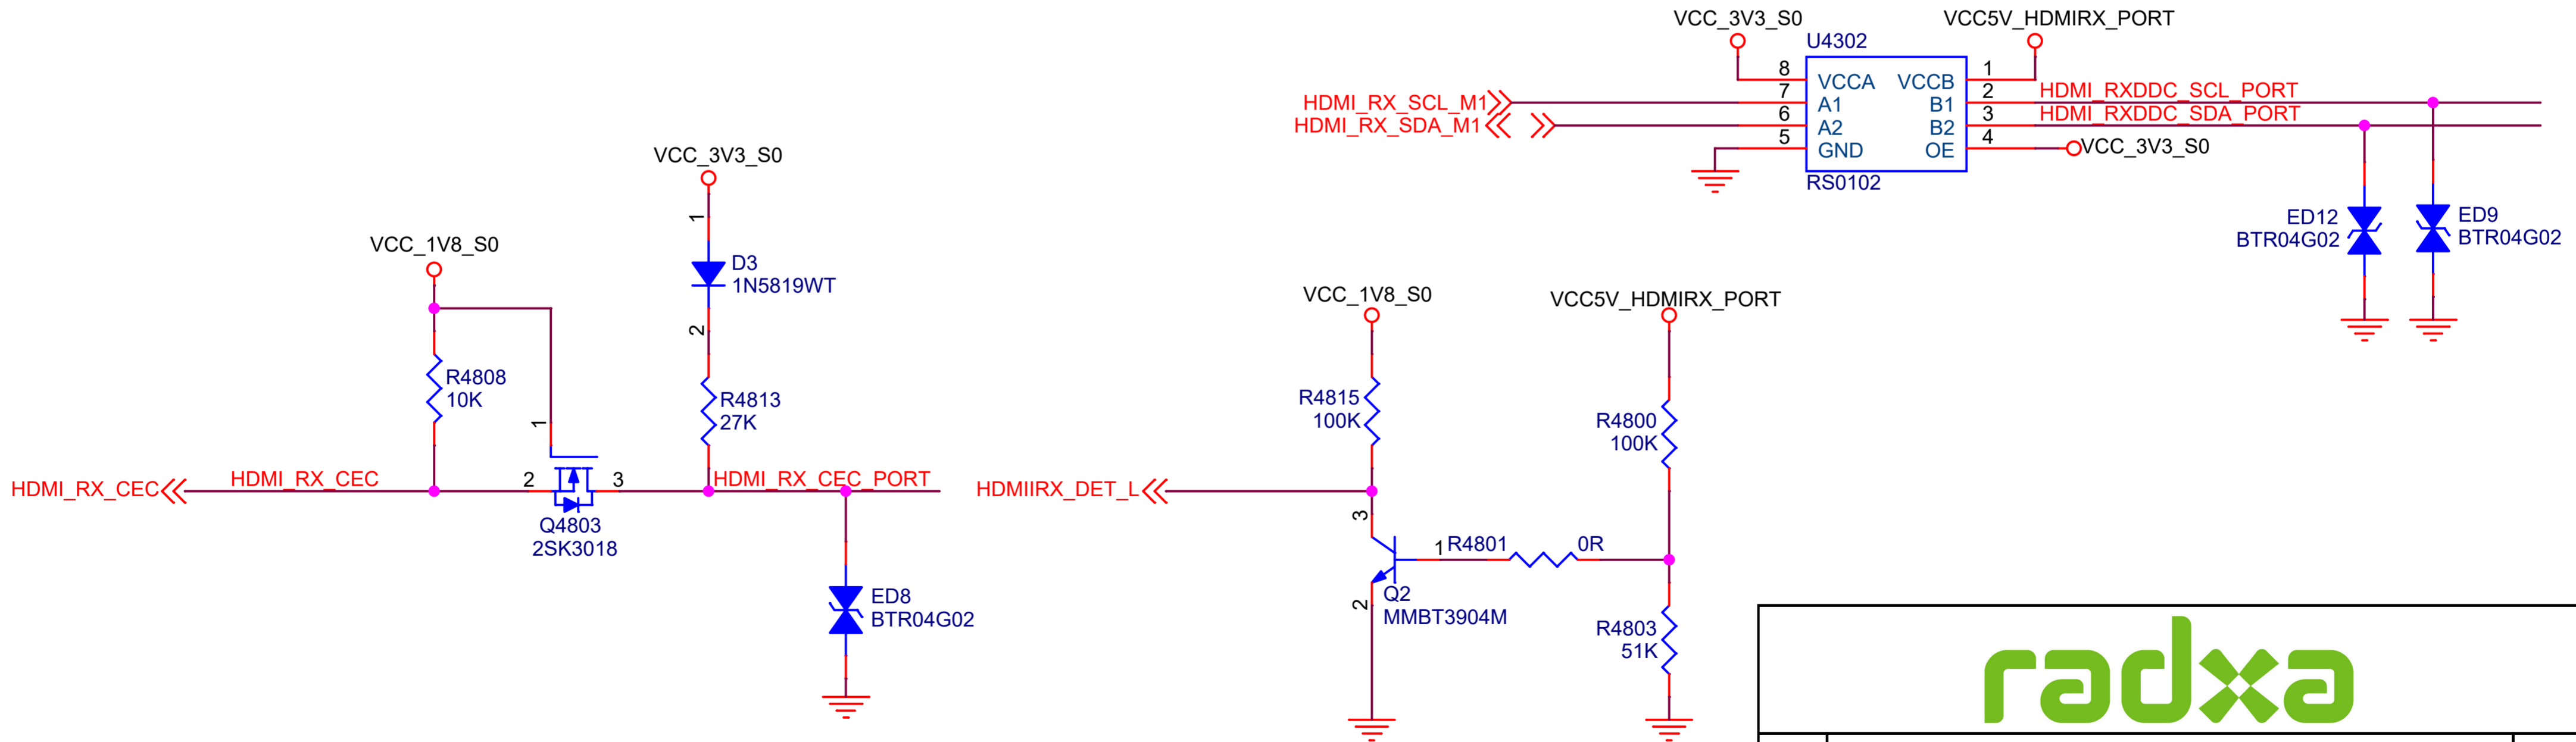 VCC_3V3_S0
VCC5V_HDMIRX_PORT
U4302
8
VCCA
VCCB
1
HDMI_RX_SCL_M1
7
A1
B1
2
HDMI_RXDDC_SCL_PORT
HDMI_RX_SDA_M1
6
A2
B2
3
HDMI_RXDDC_SDA_PORT
5
GND
OE
4
VCC_3V3_S0
RS0102
ED12
BTR04G02
ED9
BTR04G02
VCC_3V3_S0
1
D3
1N5819WT
2
R4813
27K
VCC_1V8_S0
R4808
10K
1
HDMI_RX_CEC
HDMI_RX_CEC
2
3
HDMI_RX_CEC_PORT
Q4803
2SK3018
ED8
BTR04G02
VCC_1V8_S0
VCC5V_HDMIRX_PORT
R4815
100K
R4800
100K
HDMIIRX_DET_L
3
1
R4801
0R
Q2
MMBT3904M
2
R4803
51K
radxa